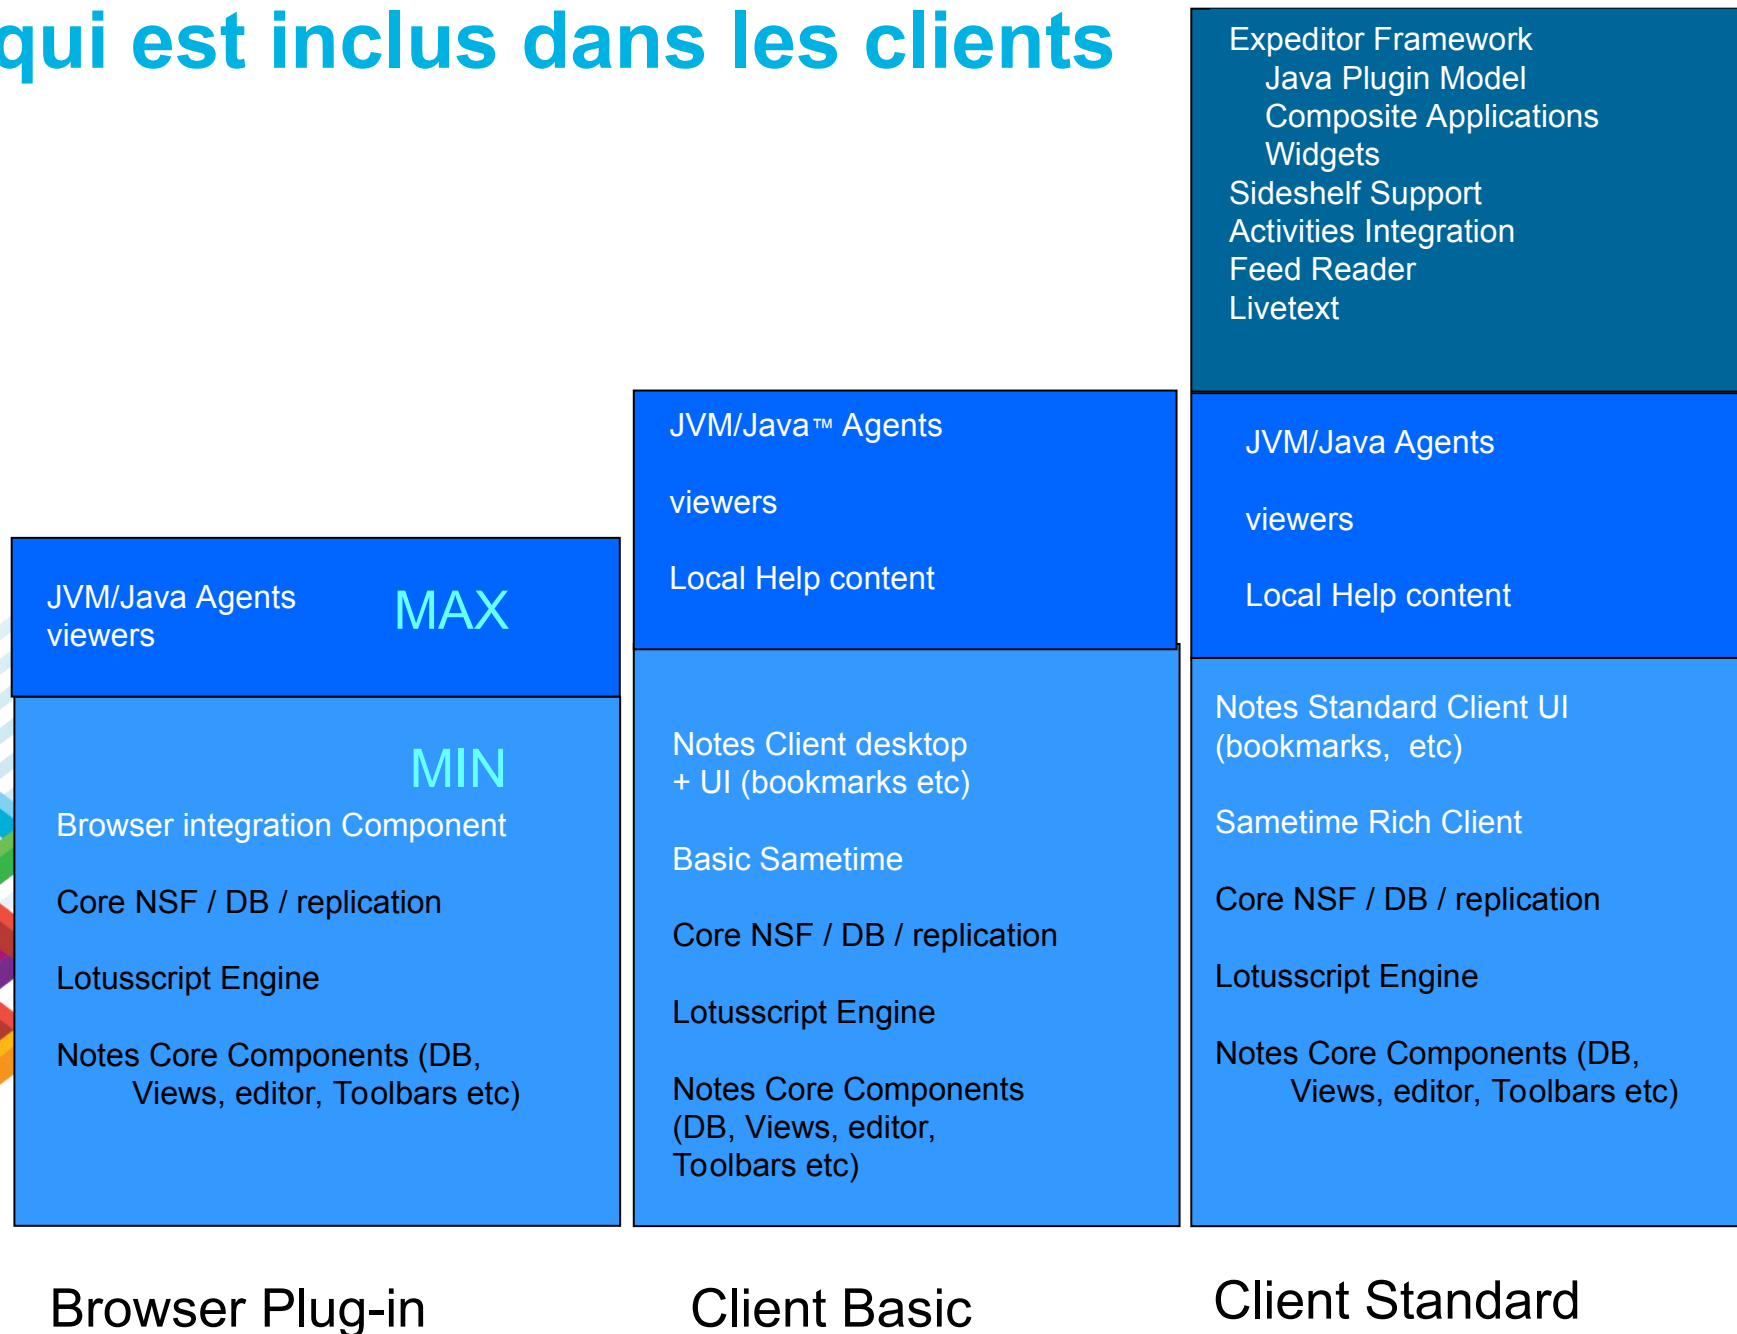 qui est inclus dans les clients
Expeditor Framework
Java Plugin Model
Composite Applications
Widgets
Sideshelf Support
Activities Integration
Feed Reader
Livetext
JVM/Java Agents
viewers
MAX
MIN
Browser integration Component
Core NSF / DB / replication
Lotusscript Engine
Notes Core Components (DB,
Views, editor, Toolbars etc)
Browser Plug-in
JVM/Java™ Agents
viewers
Local Help content
Notes Client desktop
+ UI (bookmarks etc)
Basic Sametime
Core NSF / DB / replication
Lotusscript Engine
Notes Core Components
(DB, Views, editor,
Toolbars etc)
Client Basic
JVM/Java Agents
viewers
Local Help content
Notes Standard Client UI
(bookmarks, etc)
Sametime Rich Client
Core NSF / DB / replication
Lotusscript Engine
Notes Core Components (DB,
Views, editor, Toolbars etc)
Client Standard